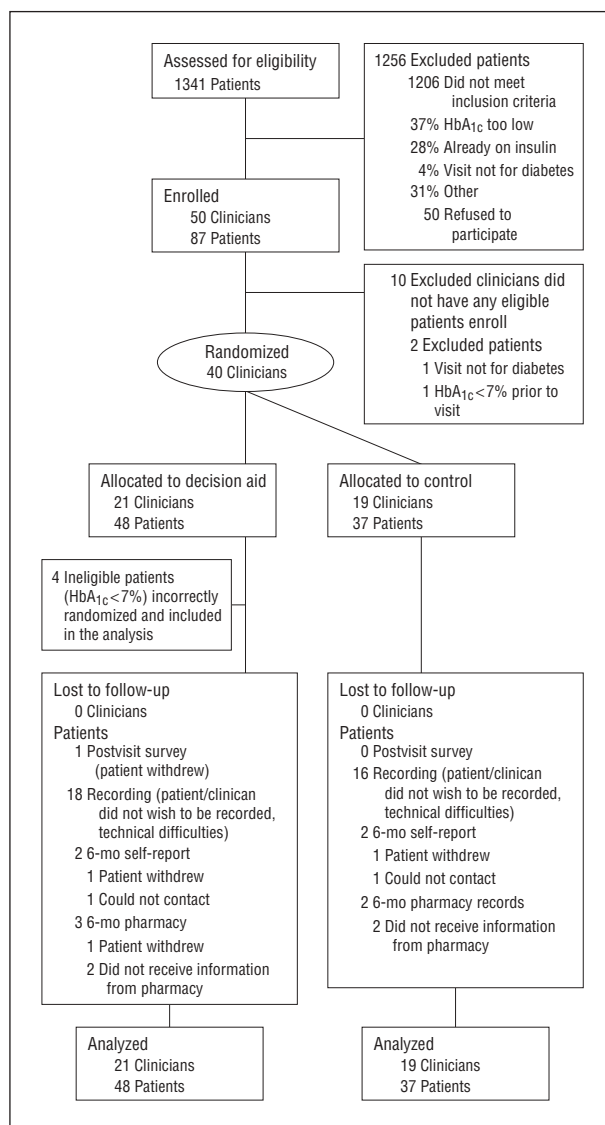 Assessed for eligibility
1341 Patients
1256 Excluded patients
1206 Did not meet
inclusion criteria
37% HbA1c too low
28% Already on insulin
4% Visit not for diabetes
31% Other
50 Refused to
participate
Enrolled
50 Clinicians
87 Patients
10 Excluded clinicians did
not have any eligible
patients enroll
2 Excluded patients
1 Visit not for diabetes
1 HbA1c<7% prior to
visit
Randomized
40 Clinicians
Allocated to decision aid
21 Clinicians
48 Patients
Allocated to control
19 Clinicians
37 Patients
4 Ineligible patients
(HbA1c<7%) incorrectly
randomized and included
in the analysis
Lost to follow-up
0 Clinicians
Patients
1 Postvisit survey
(patient withdrew)
18 Recording (patient/clinican
did not wish to be recorded,
technical difficulties)
2 6-mo self-report
1 Patient withdrew
1 Could not contact
3 6-mo pharmacy
1 Patient withdrew
2 Did not receive information
from pharmacy
Lost to follow-up
0 Clinicians
Patients
0 Postvisit survey
16 Recording (patient/clinican
did not wish to be recorded,
technical difficulties)
2 6-mo self-report
1 Patient withdrew
1 Could not contact
2 6-mo pharmacy records
2 Did not receive information
from pharmacy
Analyzed
21 Clinicians
48 Patients
Analyzed
19 Clinicians
37 Patients